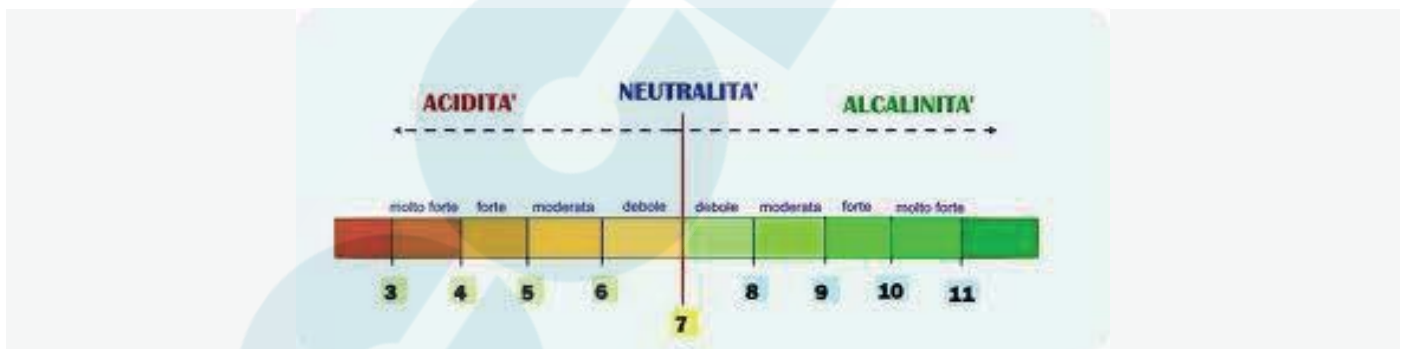 ACIDITA' NEUTRALITA' ALCALINITA'
molto forte forte moderata debole debole moderata forte molto forte
3 4 5 6 7 8 9 10 11